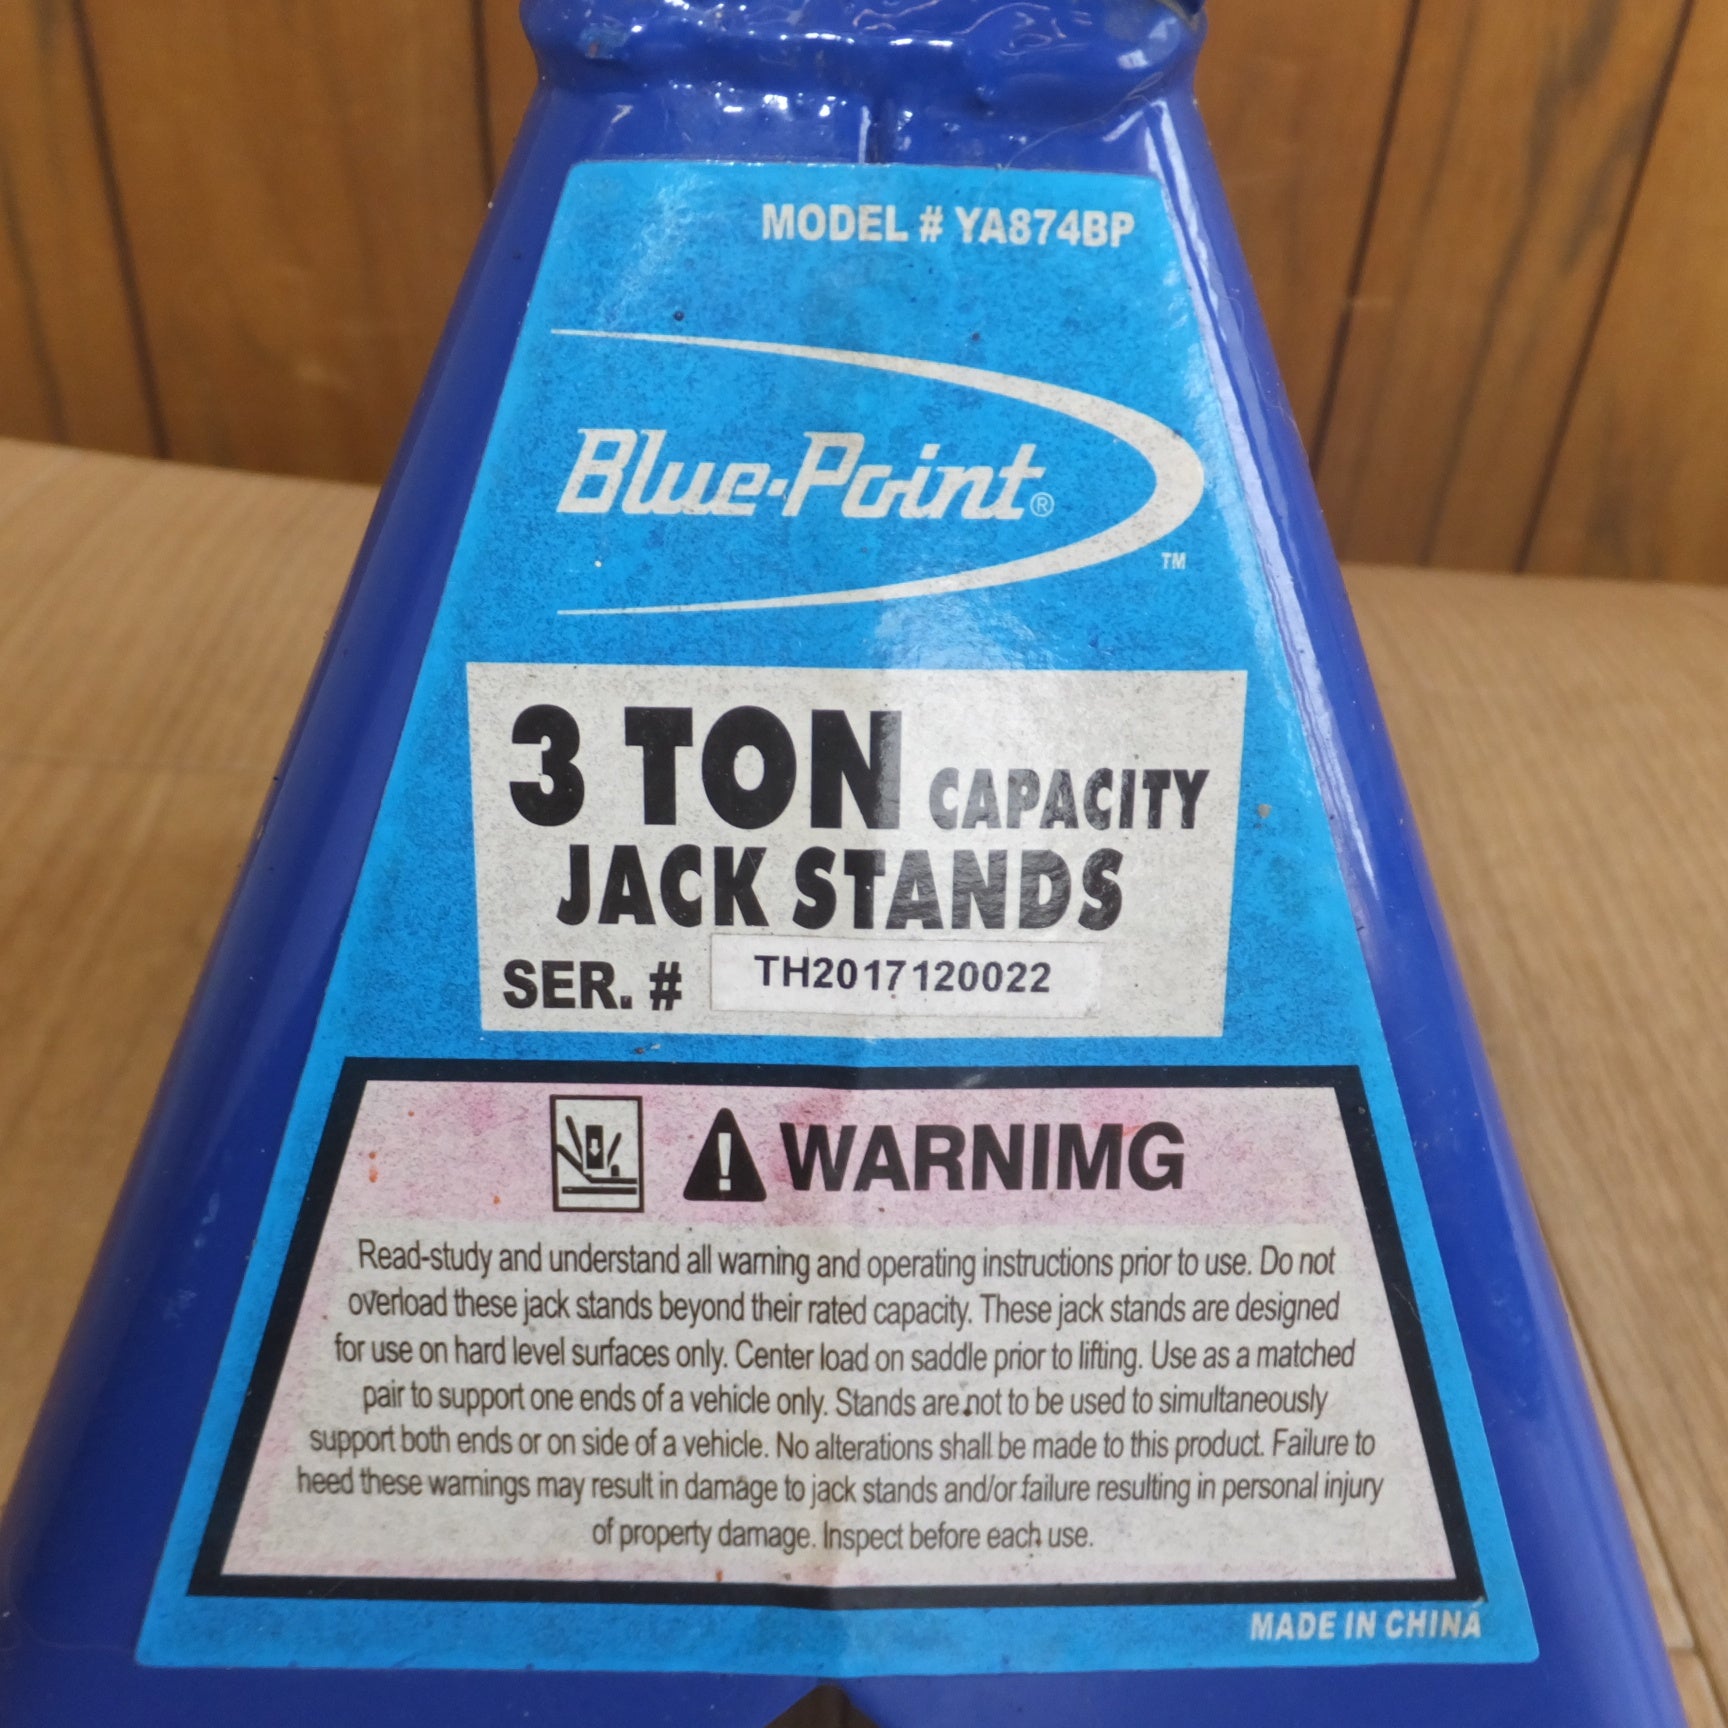 MODEL # YA874BP
Blue-Point®
TM
3 TON CAPACITY
JACK STANDS
SER. # TH2017120022
WARNIMG
Read-study and understand all warning and operating instructions prior to use. Do not
overload these jack stands beyond their rated capacity. These jack stands are designed
for use on hard level surfaces only. Center load on saddle prior to lifting. Use as a matched
pair to support one ends of a vehicle only. Stands are not to be used to simultaneously
support both ends or on side of a vehicle. No alterations shall be made to this product. Failure to
heed these warnings may result in damage to jack stands and/or failure resulting in personal injury
of property damage. Inspect before each use.
MADE IN CHINA